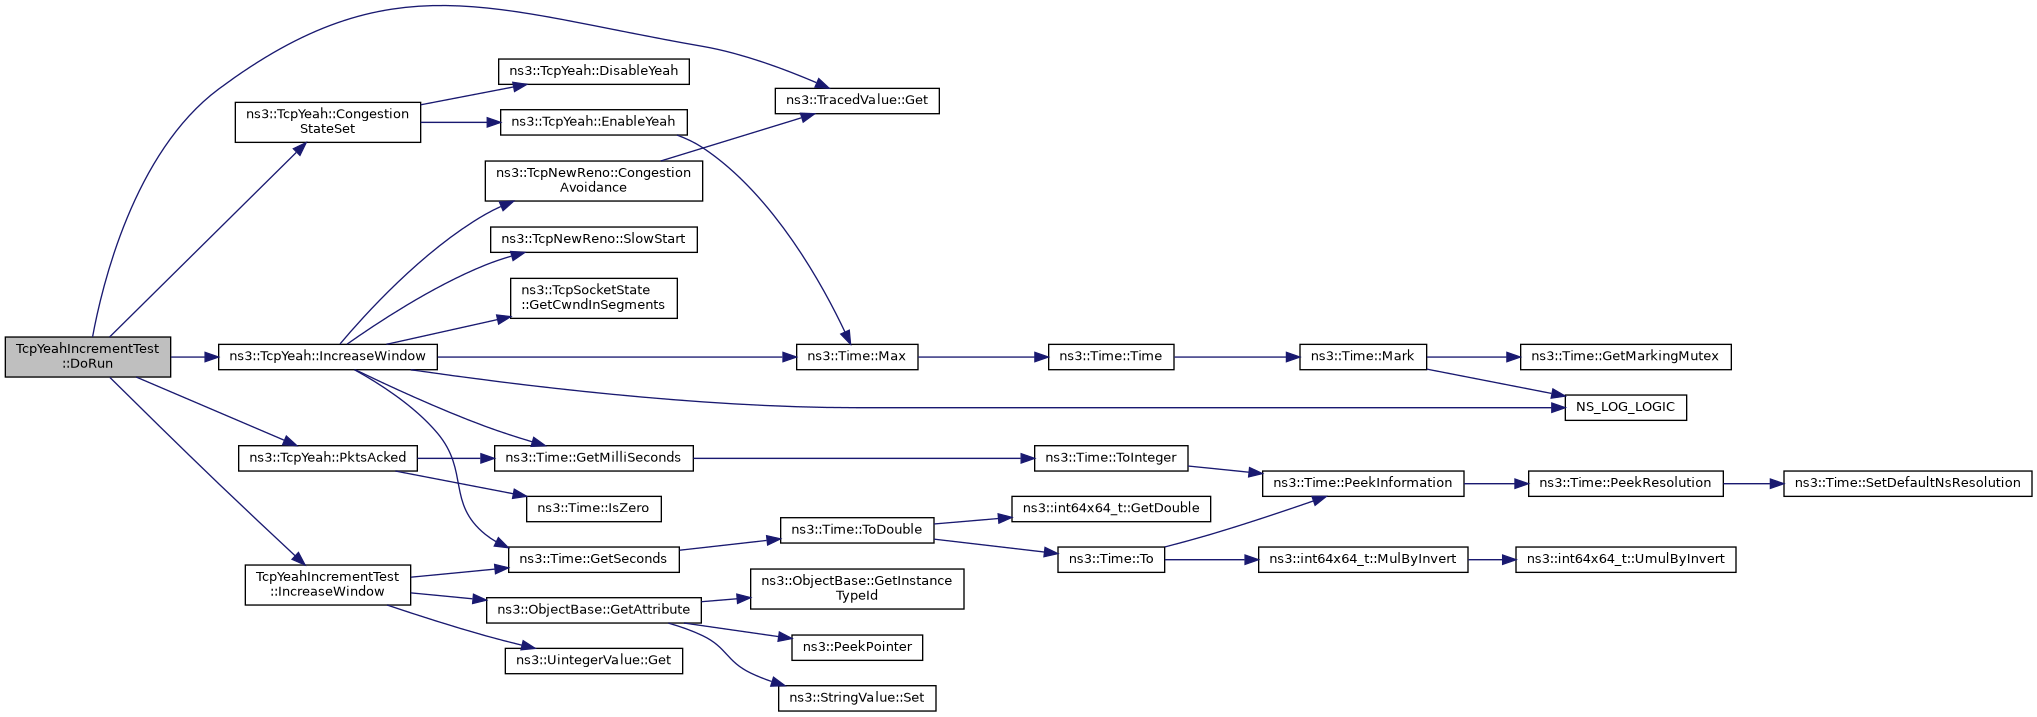 ns3::TcpYeah::DisableYeah
ns3::TracedValue::Get
ns3::TcpYeah::Congestion
StateSet
ns3::TcpYeah::EnableYeah
ns3::TcpNewReno::Congestion
Avoidance
ns3::TcpNewReno::SlowStart
ns3::TcpSocketState
::GetCwndInSegments
TcpYeahIncrementTest
::DoRun
ns3::TcpYeah::IncreaseWindow
ns3::Time::Max
ns3::Time::Time
ns3::Time::Mark
ns3::Time::GetMarkingMutex
NS_LOG_LOGIC
ns3::TcpYeah::PktsAcked
ns3::Time::GetMilliSeconds
ns3::Time::ToInteger
ns3::Time::PeekInformation
ns3::Time::PeekResolution
ns3::Time::SetDefaultNsResolution
ns3::Time::IsZero
ns3::int64x64_t::GetDouble
ns3::Time::ToDouble
ns3::Time::GetSeconds
ns3::Time::To
ns3::int64x64_t::MulByInvert
ns3::int64x64_t::UmulByInvert
TcpYeahIncrementTest
::IncreaseWindow
ns3::ObjectBase::GetInstance
TypeId
ns3::ObjectBase::GetAttribute
ns3::PeekPointer
ns3::UintegerValue::Get
ns3::StringValue::Set